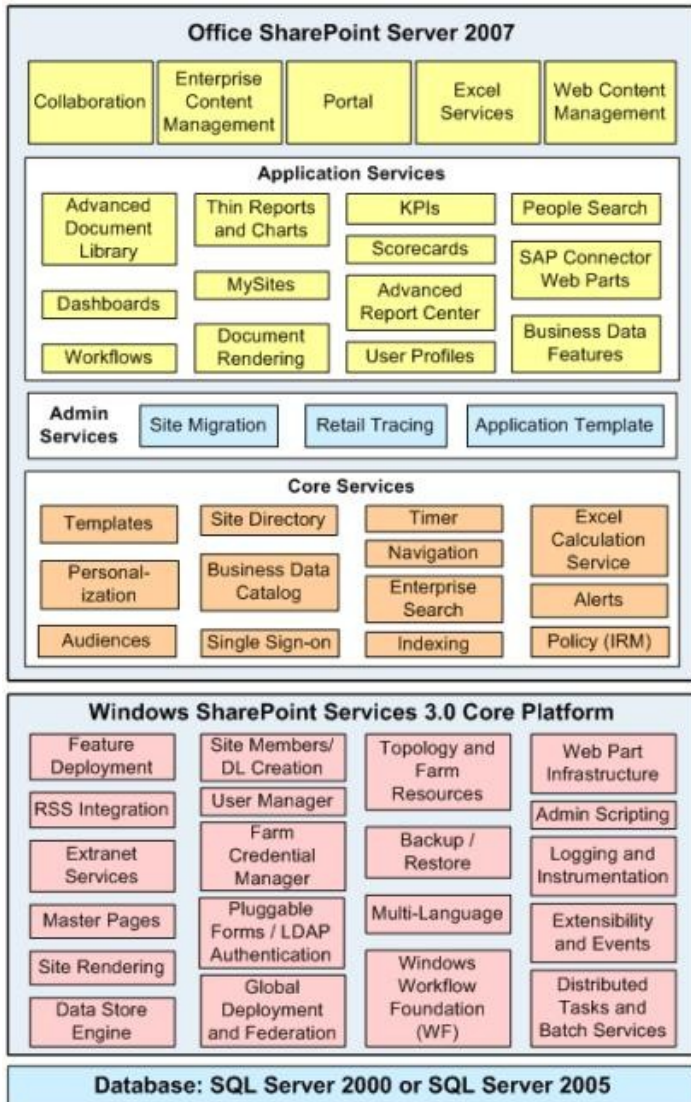 Office SharePoint Server 2007
Collaboration
Enterprise
Content
Management
Portal
Excel
Services
Web Content
Management
Application Services
Advanced
Document
Library
Dashboards
Workflows
Thin Reports
and Charts
MySites
Document
Rendering
KPIs
Scorecards
Advanced
Report Center
User Profiles
People Search
SAP Connector
Web Parts
Business Data
Features
Admin
Services
Site Migration
Retail Tracing
Application Template
Core Services
Templates
Personal-
ization
Audiences
Site Directory
Business Data
Catalog
Single Sign-on
Timer
Navigation
Enterprise
Search
Indexing
Excel
Calculation
Service
Alerts
Policy (IRM)
Windows SharePoint Services 3.0 Core Platform
Feature
Deployment
RSS Integration
Extranet
Services
Master Pages
Site Rendering
Data Store
Engine
Site Members/
DL Creation
User Manager
Farm
Credential
Manager
Pluggable
Forms / LDAP
Authentication
Global
Deployment
and Federation
Topology and
Farm
Resources
Backup /
Restore
Multi-Language
Windows
Workflow
Foundation
(WF)
Web Part
Infrastructure
Admin Scripting
Logging and
Instrumentation
Extensibility
and Events
Distributed
Tasks and
Batch Services
Database: SQL Server 2000 or SQL Server 2005